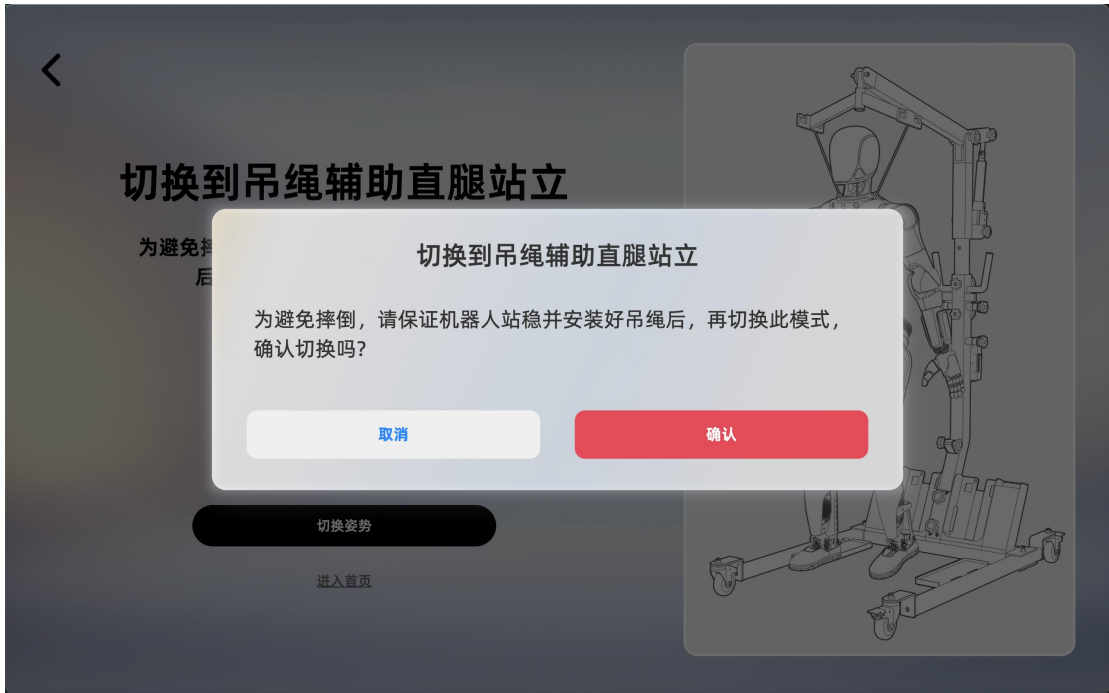 切换到吊绳辅助直腿站立
为避免
后
切换到吊绳辅助直腿站立
为避免摔倒，请保证机器人站稳并安装好吊绳后，再切换此模式，
确认切换吗?
取消
确认
切换姿势
进入首页